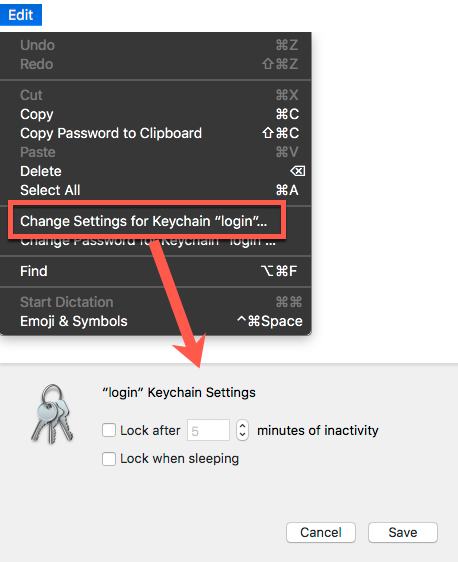 Edit
Undo ⌘Z
Redo ⇧⌘Z
Cut ⌘X
Copy ⌘C
Copy Password to Clipboard ⇧⌘C
Paste ⌘V
Delete ⌫
Select All ⌘A
Change Settings for Keychain “login”...
Change Password for Keychain “login”...
Find ⌥⌘F
Start Dictation ⌘⌘
Emoji & Symbols ^⌘Space
“login” Keychain Settings
Lock after 5 minutes of inactivity
Lock when sleeping
Cancel Save